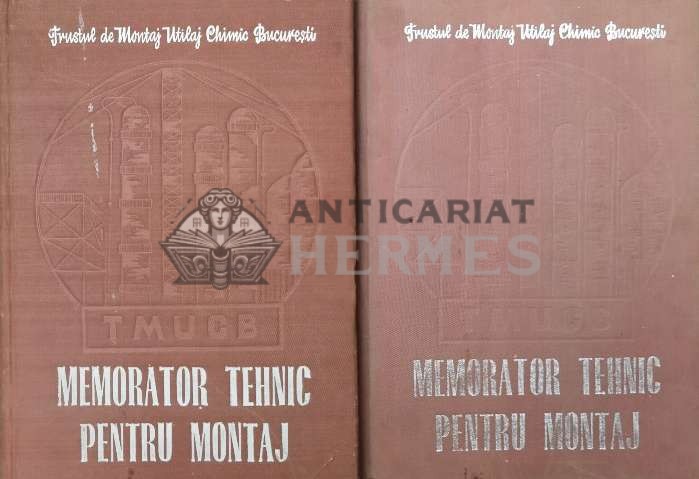 Trustul de Montaj Utilaj Chimic București
TMUCB
MEMORATOR TEHNIC
PENTRU MONTAJ
Trustul de Montaj Utilaj Chimic București
TMUCB
MEMORATOR TEHNIC
PENTRU MONTAJ
ANTICARIAT
HERMES